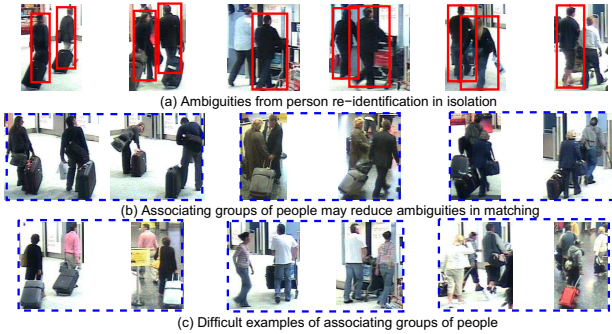 (a) Ambiguities from person re−identification in isolation
(b) Associating groups of people may reduce ambiguities in matching
(c) Difficult examples of associating groups of people